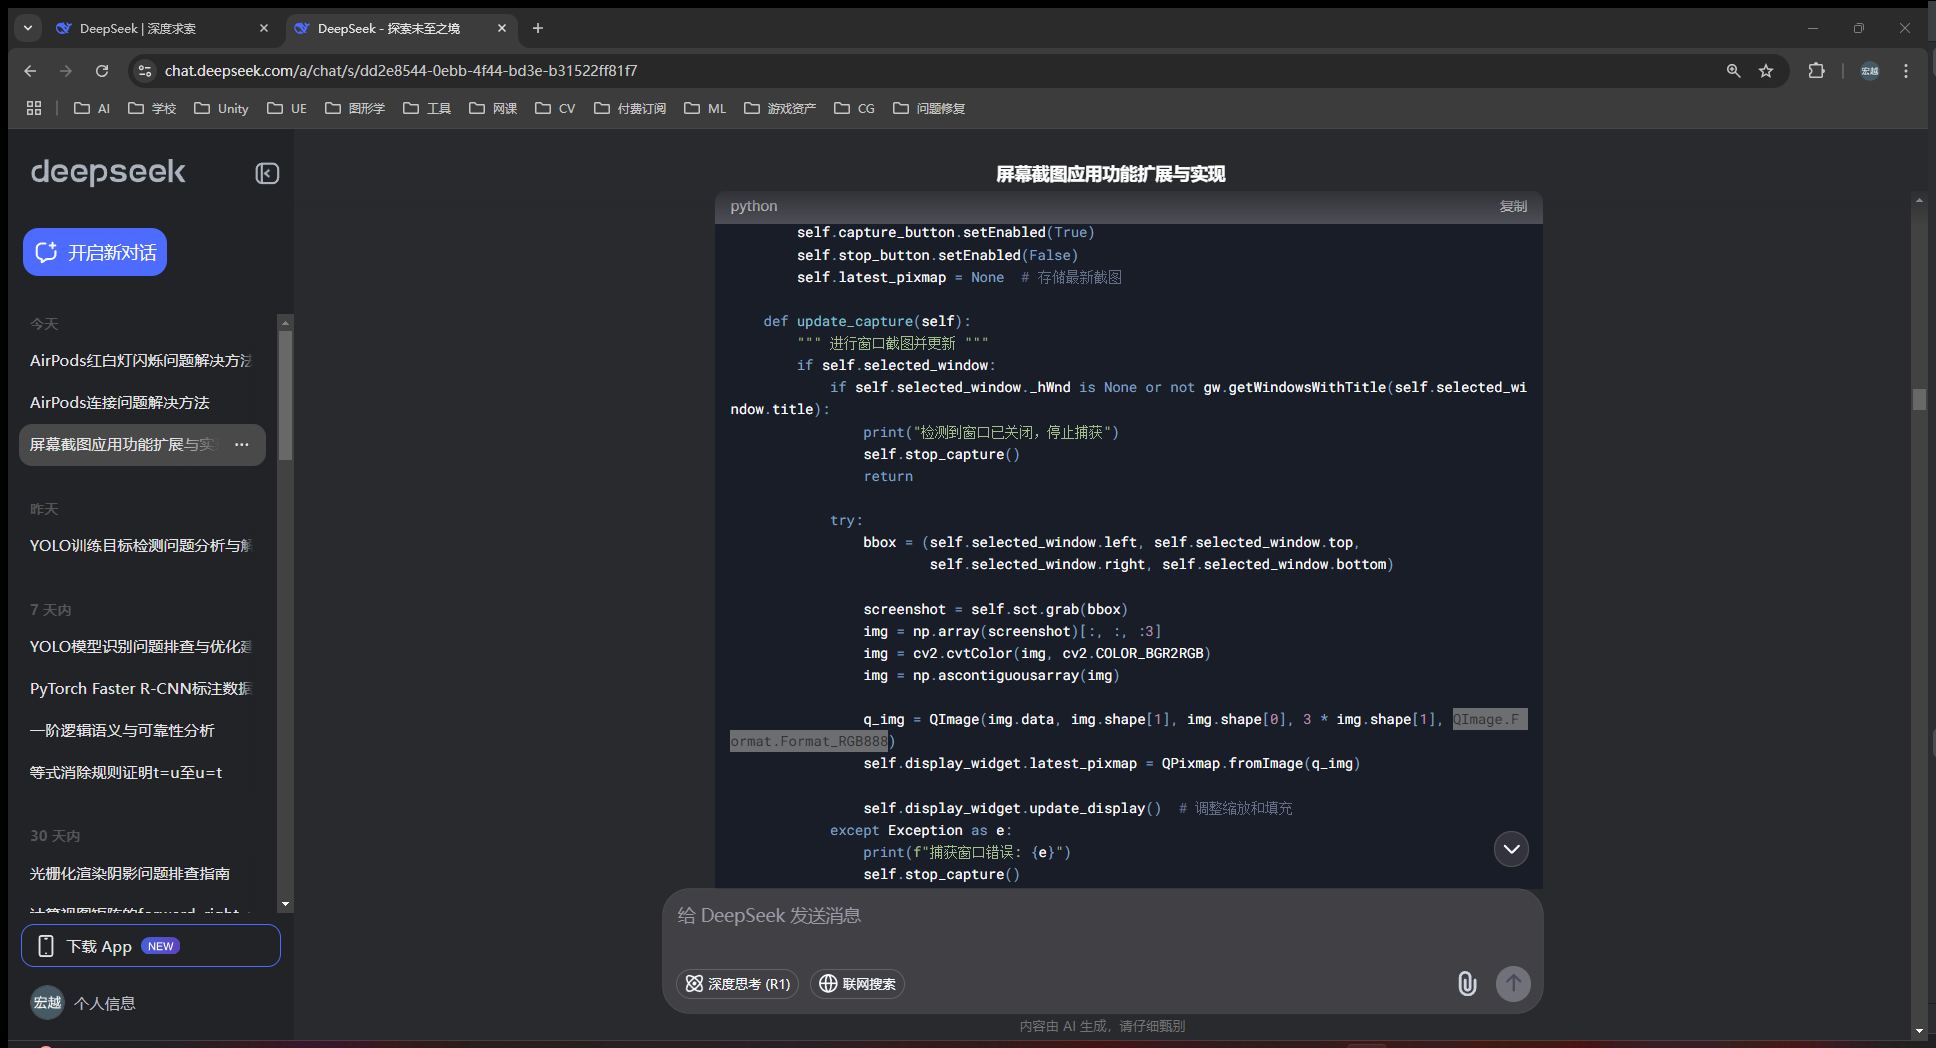 DeepSeek | 深度求索
DeepSeek - 探索未至之境
chat.deepseek.com/a/chat/s/dd2e8544-0ebb-4f44-bd3e-b31522ff81f7
宏越
AI
学校
Unity
UE
图形学
工具
网课
CV
付费订阅
ML
游戏资产
CG
问题修复
deepseek
开启新对话
今天
AirPods红白灯闪烁问题解决方法
AirPods连接问题解决方法
屏幕截图应用功能扩展与实
昨天
YOLO训练目标检测问题分析与解
7 天内
YOLO模型识别问题排查与优化建
PyTorch Faster R-CNN标注数据
一阶逻辑语义与可靠性分析
等式消除规则证明t=u至u=t
30 天内
光栅化渲染阴影问题排查指南
下载 App NEW
宏越 个人信息
屏幕截图应用功能扩展与实现
python 复制
self.capture_button.setEnabled(True)
self.stop_button.setEnabled(False)
self.latest_pixmap = None  # 存储最新截图
def update_capture(self):
""" 进行窗口截图并更新 """
if self.selected_window:
if self.selected_window._hWnd is None or not gw.getWindowsWithTitle(self.selected_wi
ndow.title):
print("检测到窗口已关闭，停止捕获")
self.stop_capture()
return
try:
bbox = (self.selected_window.left, self.selected_window.top,
self.selected_window.right, self.selected_window.bottom)
screenshot = self.sct.grab(bbox)
img = np.array(screenshot)[:, :, :3]
img = cv2.cvtColor(img, cv2.COLOR_BGR2RGB)
img = np.ascontiguousarray(img)
q_img = QImage(img.data, img.shape[1], img.shape[0], 3 * img.shape[1], QImage.F
ormat.Format_RGB888)
self.display_widget.latest_pixmap = QPixmap.fromImage(q_img)
self.display_widget.update_display()  # 调整缩放和填充
except Exception as e:
print(f"捕获窗口错误: {e}")
self.stop_capture()
给 DeepSeek 发送消息
深度思考 (R1)
联网搜索
内容由 AI 生成，请仔细甄别